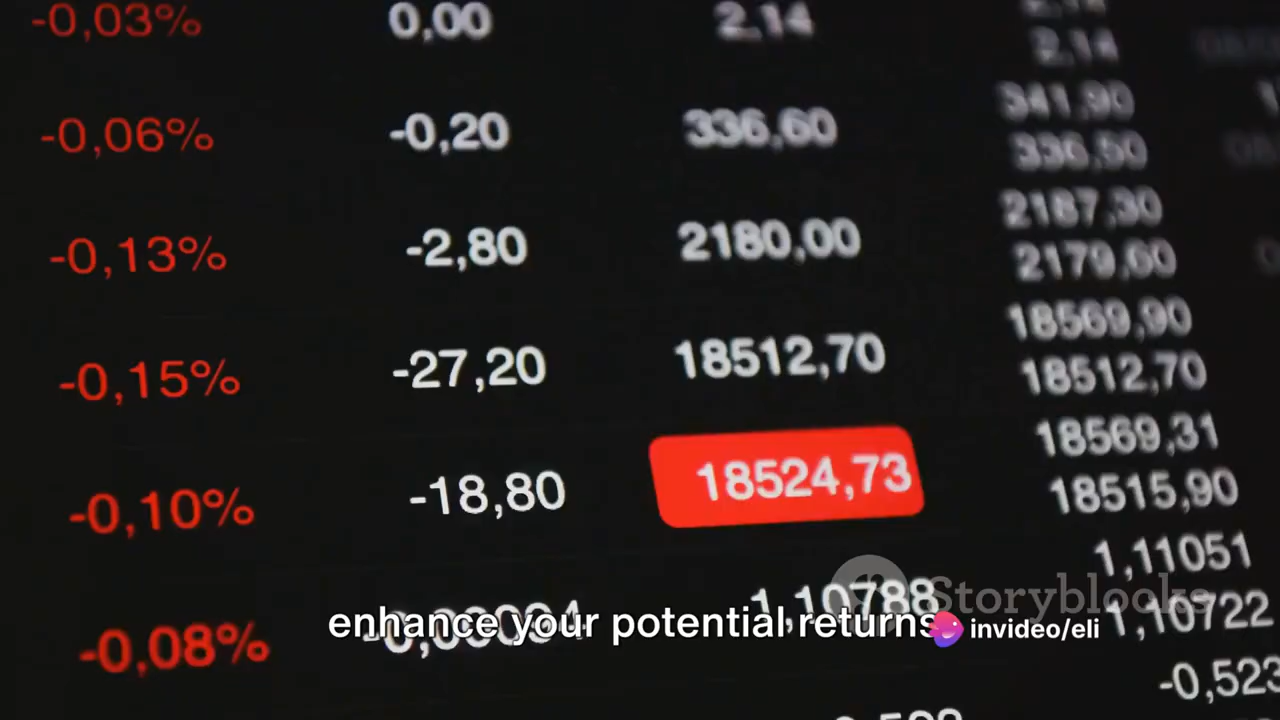 -0,03% 0,00 2,14 2,14
-0,06% -0,20 336,60 341,90
336,50
-0,13% -2,80 2180,00 2187,30
2179,60
-0,15% -27,20 18512,70 18569,90
18512,70
-0,10% -18,80 18524,73 18569,31
18515,90
-0,08% -0,00094 1,10788 1,11051
1,10722
-0,523
Storyblocks
enhance your potential returns
invideo/eli